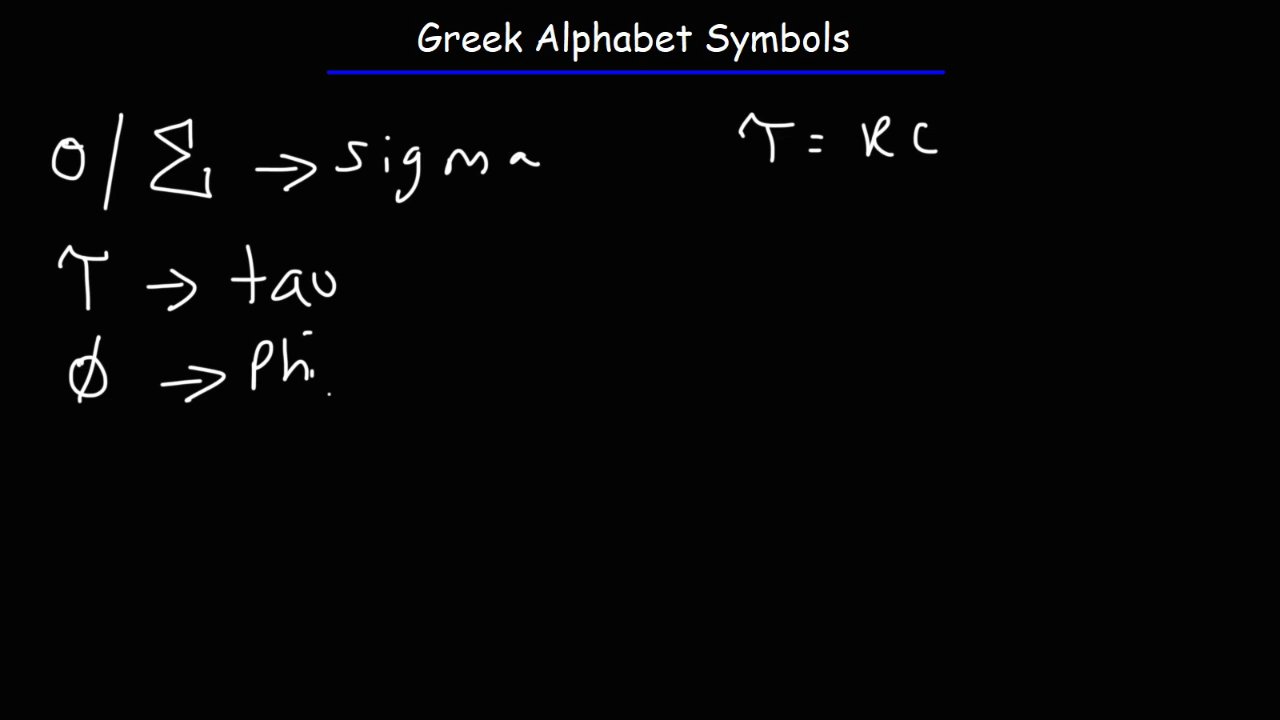 Greek Alphabet Symbols
σ/Σ → sigma
τ = RC
τ → tau
φ → Phi